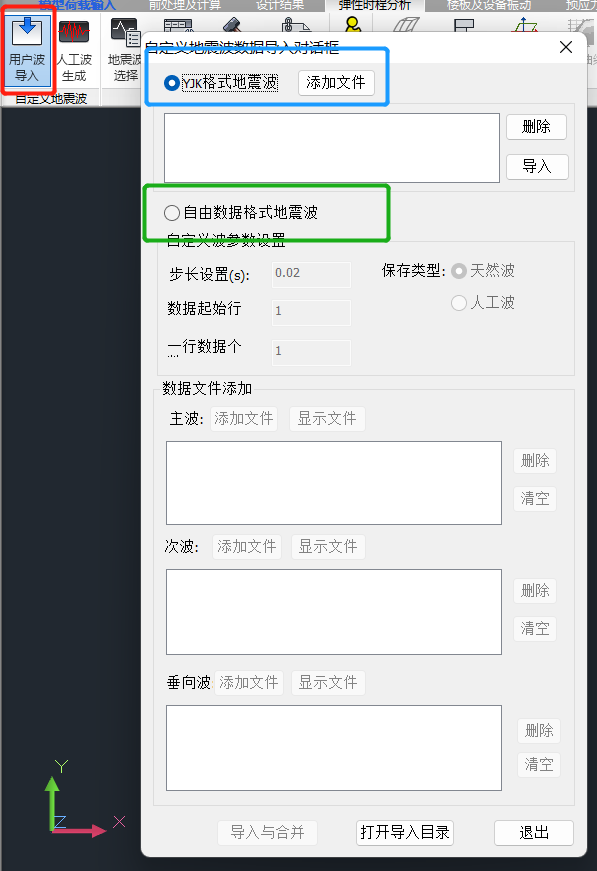 模型荷载输入 前处理及计算 设计结果 弹性时程分析 楼板及设备振动 预应力
用户波
导入
人工波
生成
地震波
选择
自定义地震波
自定义地震波数据导入对话框
YJK格式地震波 添加文件
删除
导入
自由数据格式地震波
自定义波参数设置
步长设置(s): 0.02 保存类型: 天然波
数据起始行 1 人工波
一行数据个 1
数据文件添加
主波: 添加文件 显示文件
删除
清空
次波: 添加文件 显示文件
删除
清空
垂向波 添加文件 显示文件
删除
清空
Y
Z X
导入与合并 打开导入目录 退出